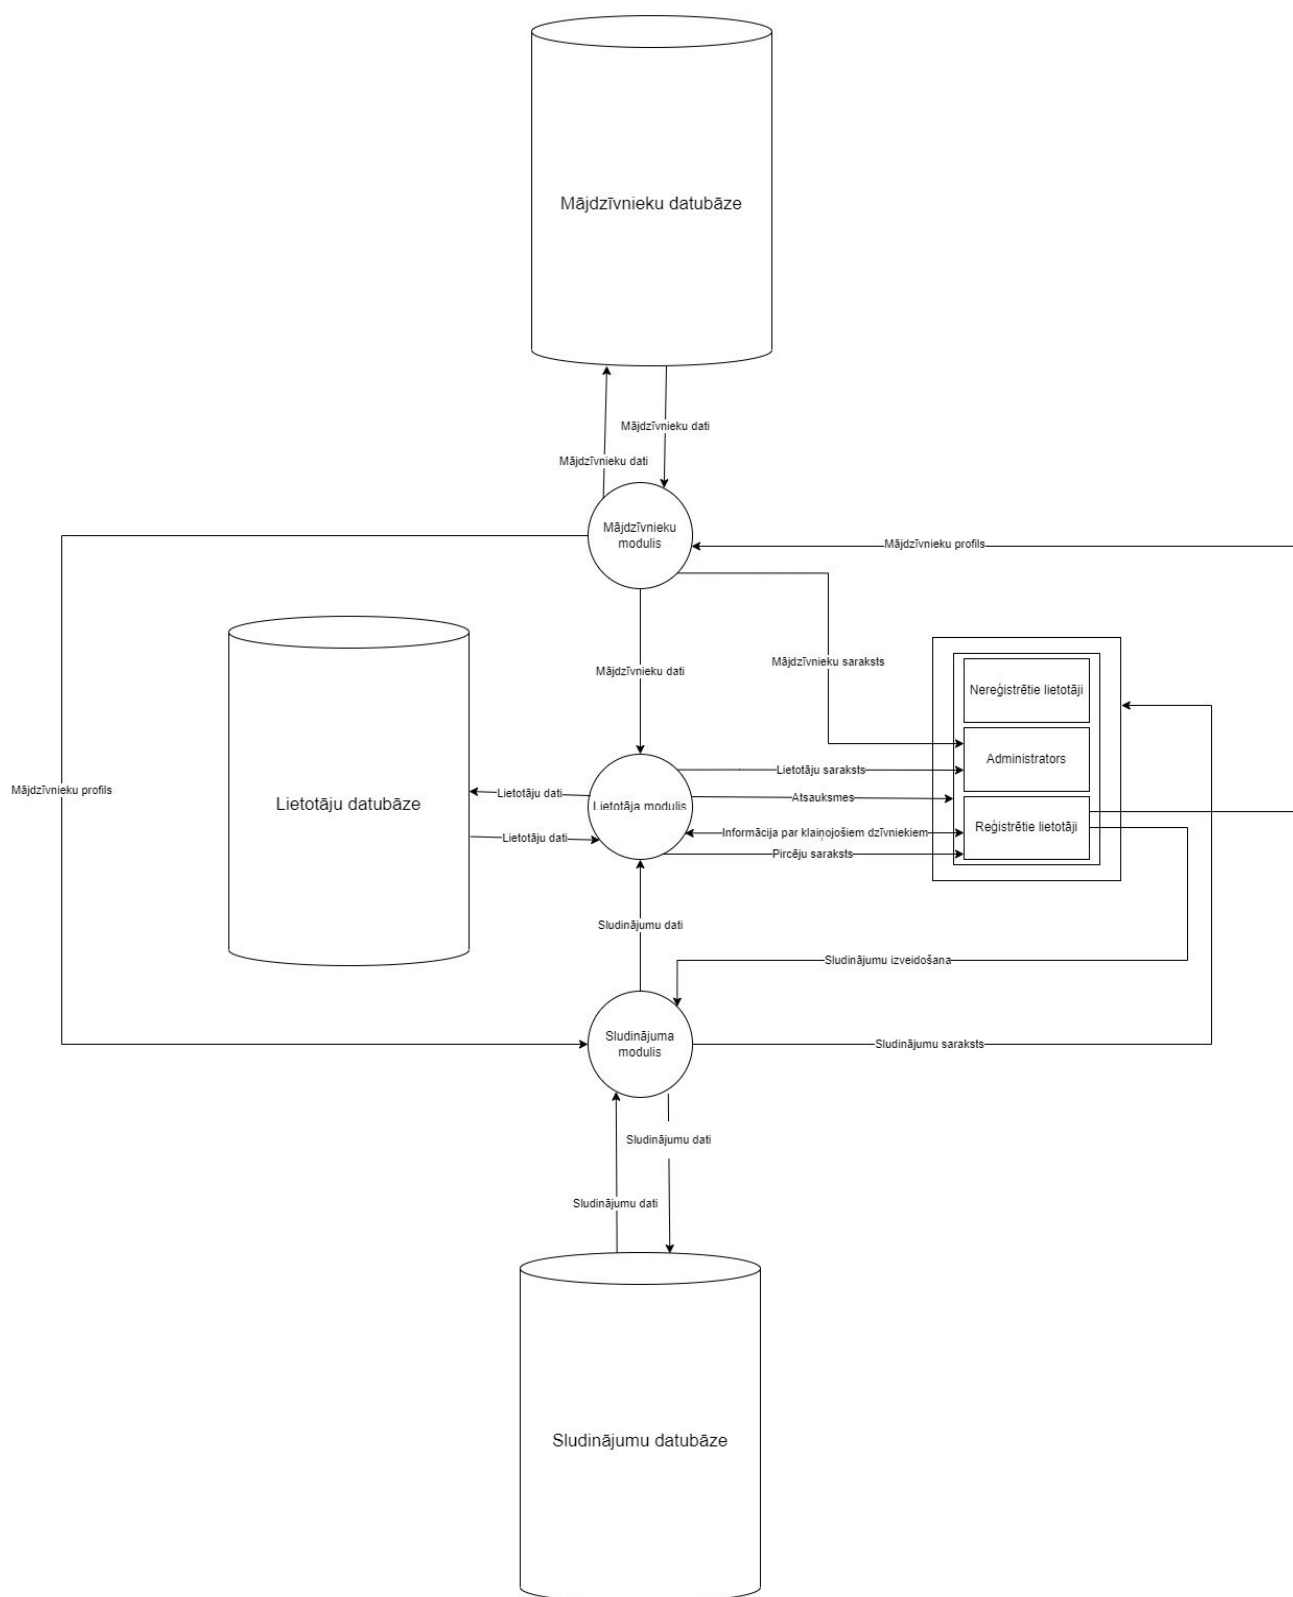 Mājdzīvnieku datubāze
Mājdzīvnieku dati
Mājdzīvnieku dati
Mājdzīvnieku
modulis
Mājdzīvnieku profils
Mājdzīvnieku saraksts
Mājdzīvnieku dati
Nereģistrētie lietotāji
Administrators
Lietotāju saraksts
Mājdzīvnieku profils
Lietotāju datubāze
Lietotāju dati
Lietotāja modulis
Atsauksmes
Reģistrētie lietotāji
Informācija par klaiņojošiem dzīvniekiem
Lietotāju dati
Pircēju saraksts
Sludinājumu dati
Sludinājumu izveidošana
Sludinājuma
modulis
Sludinājumu saraksts
Sludinājumu dati
Sludinājumu dati
Sludinājumu datubāze